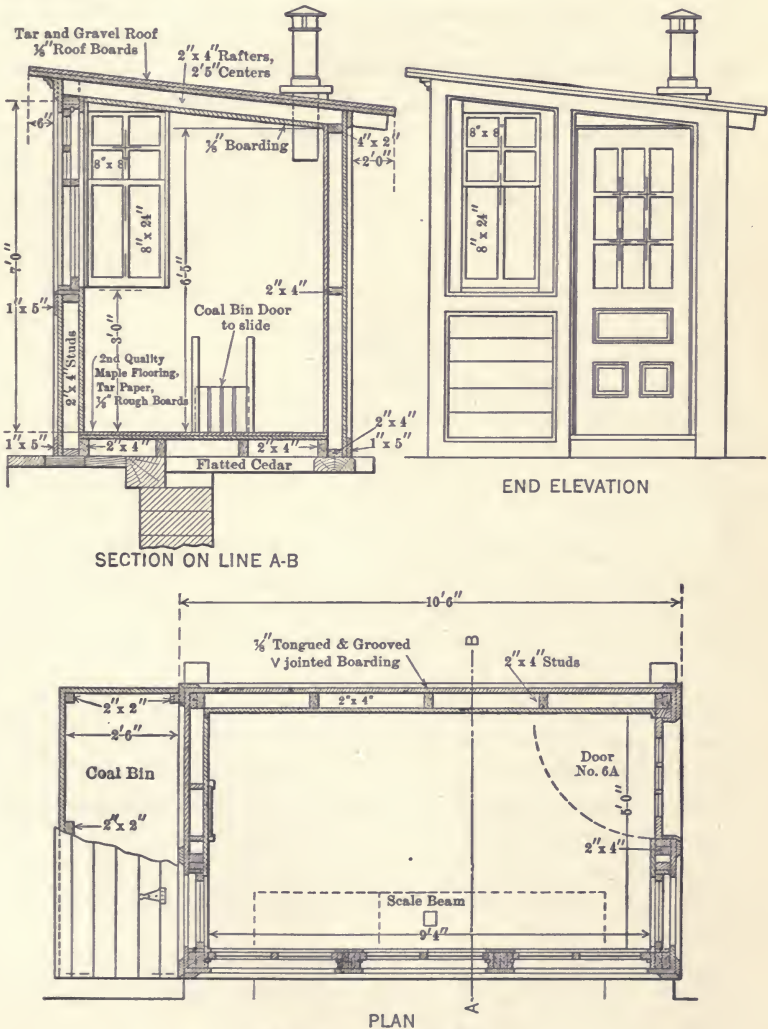 Tar and Gravel Roof
⅞" Roof Boards
2" x 4" Rafters,
2'5" Centers
6"
8" x 8"
⅞" Boarding
4" x 2"
2'-0"
7'-0"
8" x 24"
6'-5"
1" x 5"
2" x 4"
3'-0"
Coal Bin Door
to slide
2" x 4" Studs
2nd Quality
Maple Flooring,
Tar Paper,
⅞" Rough Boards
2" x 4"
1" x 5"
2" x 4"
2" x 4"
1" x 5"
Flatted Cedar
SECTION ON LINE A-B
8" x 8"
8" x 24"
END ELEVATION
10'6"
⅞" Tongued & Grooved
V jointed Boarding
B
2" x 4" Studs
2" x 2"
2" x 4"
2'-6"
Coal Bin
Door
No. 6A
5'-0"
2" x 2"
2" x 4"
Scale Beam
9'4"
A
PLAN